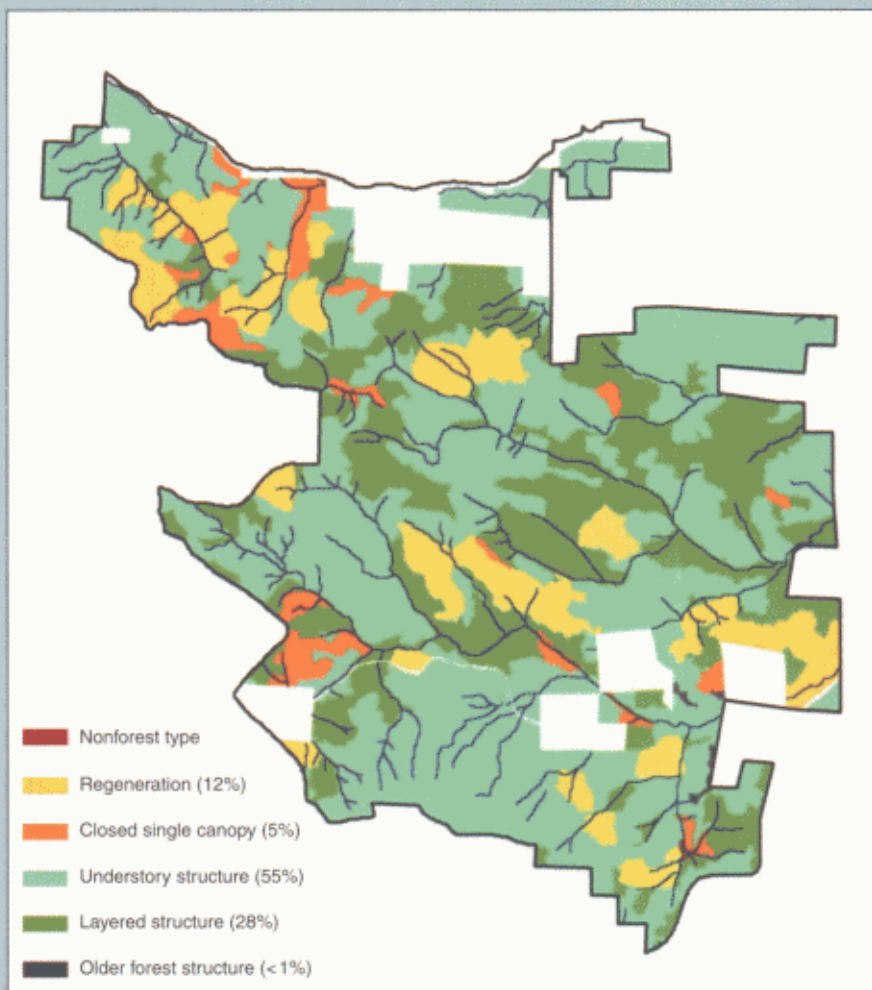 Nonforest type
Regeneration (12%)
Closed single canopy (5%)
Understory structure (55%)
Layered structure (28%)
Older forest structure (<1%)